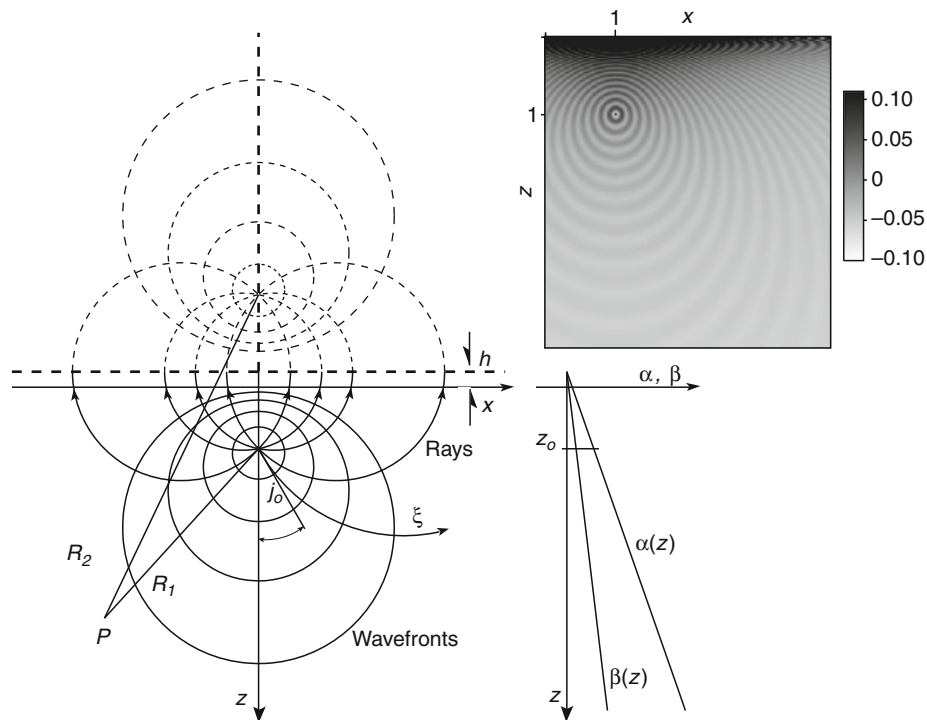 1 x
1
z
0.10
0.05
0
−0.05
−0.10
h
x
α, β
z_o
Rays
j_o
ξ
α(z)
R_2
R_1
P
Wavefronts
β(z)
z
z